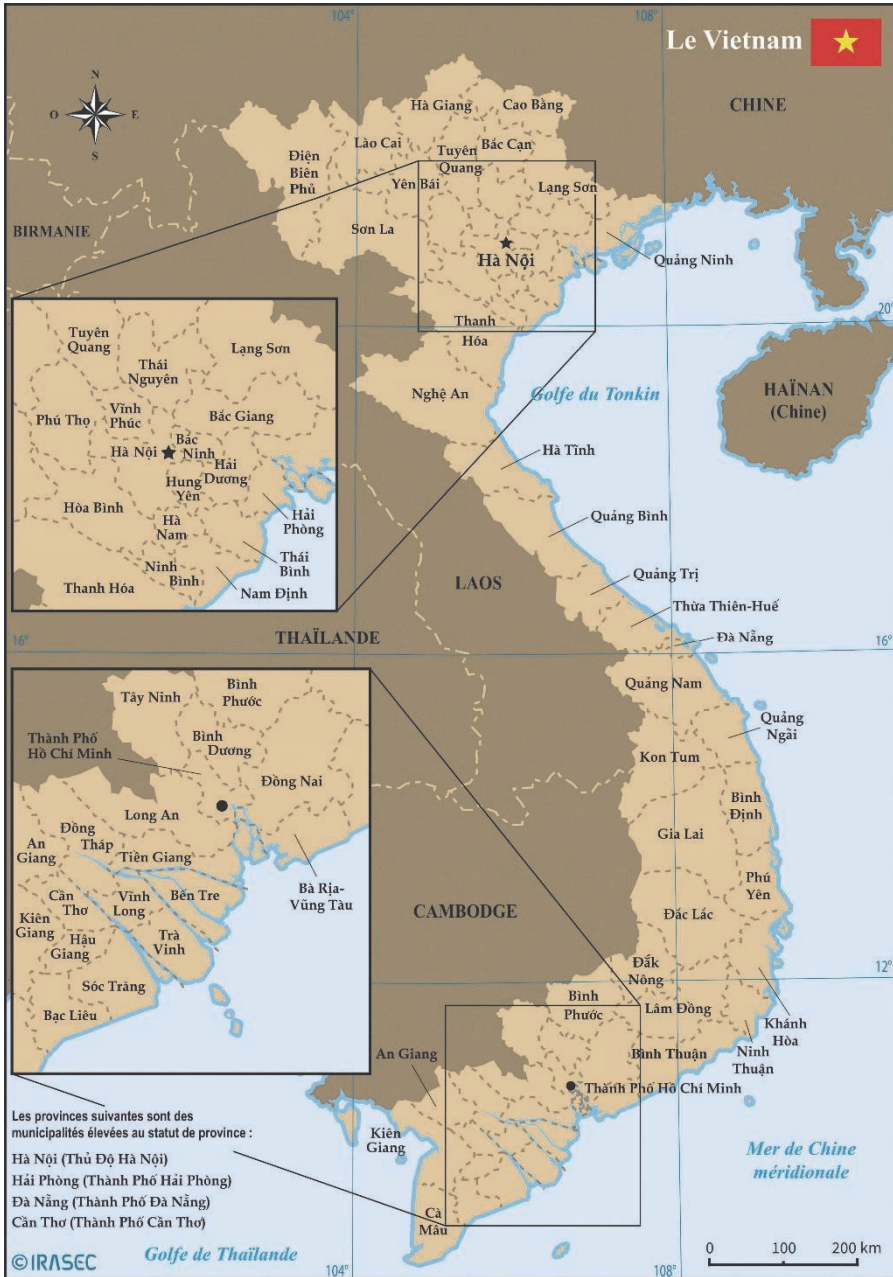 104°
108°
Le Vietnam
N
O
E
S
CHINE
Hà Giang
Cao Bằng
Lào Cai
Tuyên
Quang
Bắc Cạn
Điện
Biên
Phủ
Yên Bái
Lạng Sơn
BIRMANIE
Sơn La
Hà Nội
Quảng Ninh
Thanh
Hóa
20°
Nghệ An
Golfe du Tonkin
HAÏNAN
(Chine)
Tuyên
Quang
Lạng Sơn
Thái
Nguyên
Phú Thọ
Vĩnh
Phúc
Bắc Giang
Hà Nội
Bắc
Ninh
Hải
Dương
Hung
Yên
Hòa Bình
Hà
Nam
Hải
Phòng
Thái
Bình
Ninh
Bình
Thanh Hóa
Nam Định
Hà Tĩnh
Quảng Bình
LAOS
Quảng Trị
Thừa Thiên-Huế
THAÏLANDE
Đà Nẵng
16°
16°
Quảng Nam
Quảng
Ngãi
Kon Tum
Bình
Định
Gia Lai
Phú
Yên
CAMBODGE
Đắc Lắc
Đắk
Nông
12°
Bình
Phước
Lâm Đồng
Khánh
Hòa
Ninh
Thuận
Bình Thuận
Tây Ninh
Bình
Phước
Thành Phố
Hồ Chí Minh
Bình
Dương
Đồng Nai
Long An
Đồng
Tháp
An
Giang
Tiền Giang
Bà Rịa-
Vũng Tàu
Cần
Thơ
Vĩnh
Long
Bến Tre
Kiên
Giang
Hậu
Giang
Trà
Vinh
Sóc Trăng
Bạc Liêu
An Giang
Thành Phố Hồ Chí Minh
Kiên
Giang
Cà
Mâu
Mer de Chine
méridionale
Les provinces suivantes sont des
municipalités élevées au statut de province :
Hà Nội (Thủ Độ Hà Nội)
Hải Phòng (Thành Phố Hải Phòng)
Đà Nẵng (Thành Phố Đà Nẵng)
Cần Thơ (Thành Phố Cần Thơ)
© IRASEC
Golfe de Thaïlande
104°
108°
0 100 200 km